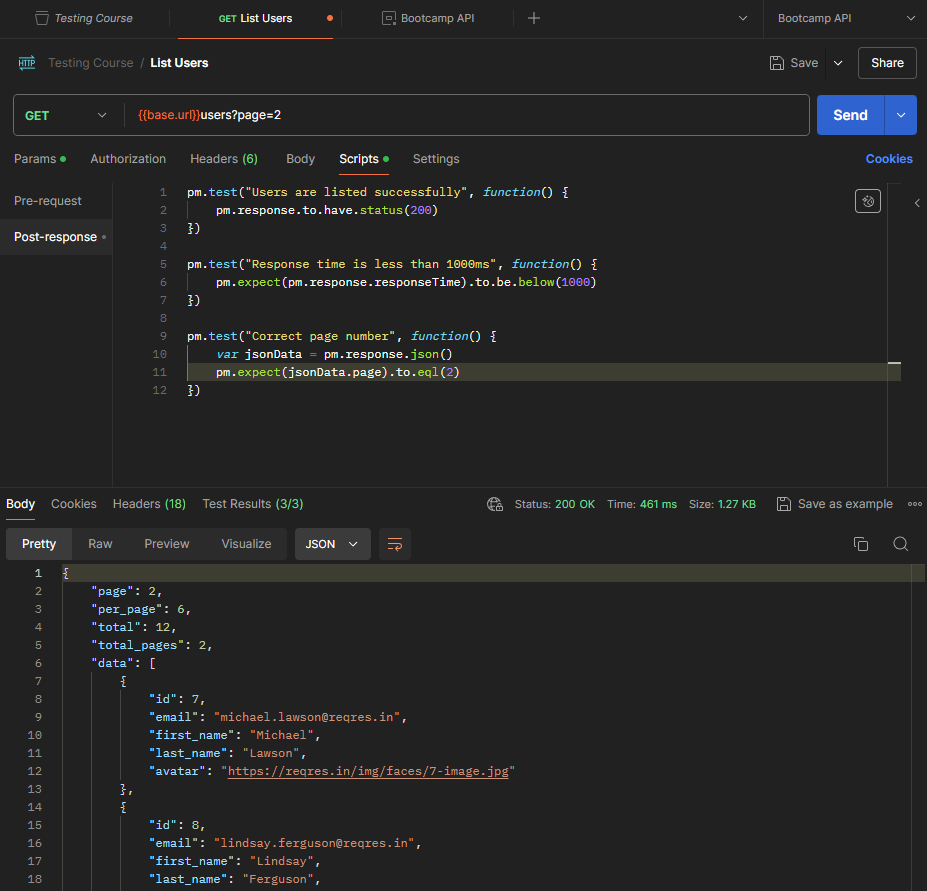 Testing Course GET List Users Bootcamp API Bootcamp API
HTTP Testing Course / List Users Save Share
GET {{base.url}}users?page=2 Send
Params Authorization Headers (6) Body Scripts Settings Cookies
Pre-request
Post-response
1 pm.test("Users are listed successfully", function() {
2 pm.response.to.have.status(200)
3 })
4
5 pm.test("Response time is less than 1000ms", function() {
6 pm.expect(pm.response.responseTime).to.be.below(1000)
7 })
8
9 pm.test("Correct page number", function() {
10 var jsonData = pm.response.json()
11 pm.expect(jsonData.page).to.eql(2)
12 })
Body Cookies Headers (18) Test Results (3/3) Status: 200 OK Time: 461 ms Size: 1.27 KB Save as example
Pretty Raw Preview Visualize JSON
1 {
2 "page": 2,
3 "per_page": 6,
4 "total": 12,
5 "total_pages": 2,
6 "data": [
7 {
8 "id": 7,
9 "email": "michael.lawson@reqres.in",
10 "first_name": "Michael",
11 "last_name": "Lawson",
12 "avatar": "https://reqres.in/img/faces/7-image.jpg"
13 },
14 {
15 "id": 8,
16 "email": "lindsay.ferguson@reqres.in",
17 "first_name": "Lindsay",
18 "last_name": "Ferguson",